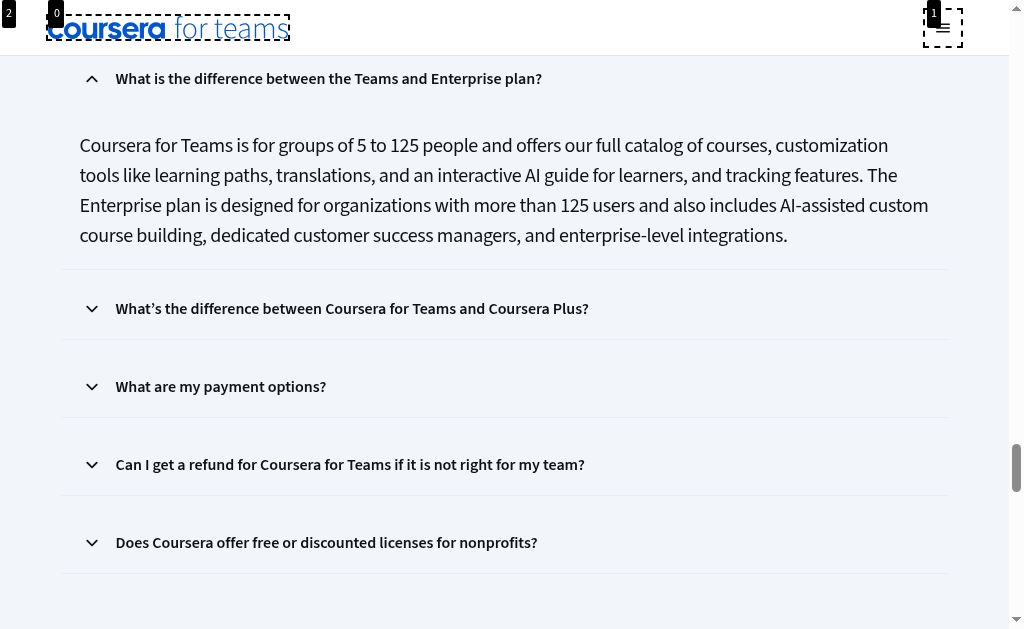 2
0
coursera for teams
1
What is the difference between the Teams and Enterprise plan?
Coursera for Teams is for groups of 5 to 125 people and offers our full catalog of courses, customization
tools like learning paths, translations, and an interactive AI guide for learners, and tracking features. The
Enterprise plan is designed for organizations with more than 125 users and also includes AI-assisted custom
course building, dedicated customer success managers, and enterprise-level integrations.
What’s the difference between Coursera for Teams and Coursera Plus?
What are my payment options?
Can I get a refund for Coursera for Teams if it is not right for my team?
Does Coursera offer free or discounted licenses for nonprofits?